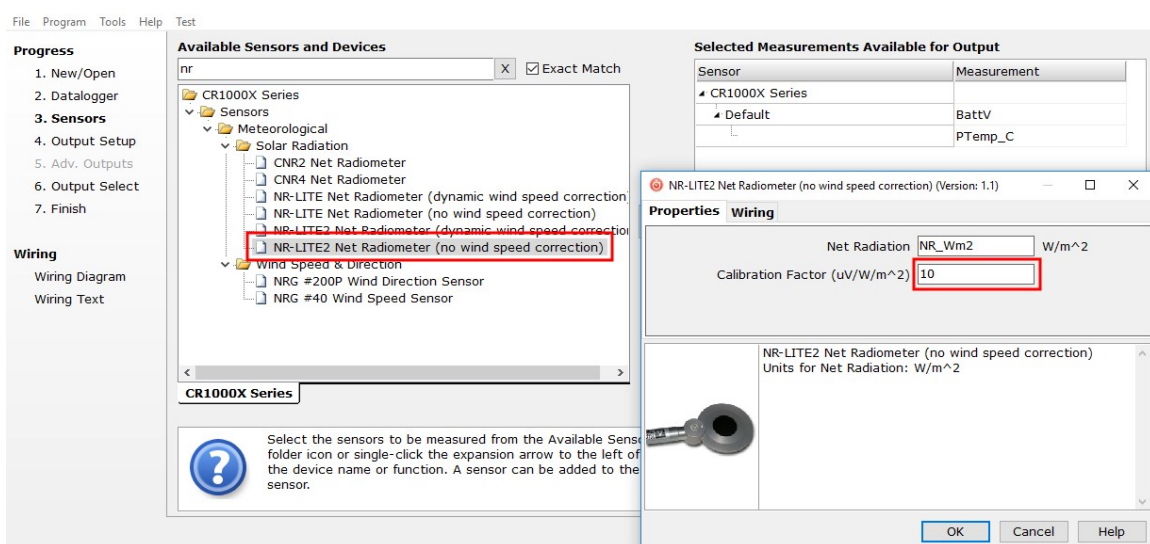 File Program Tools Help Test
Progress
1. New/Open
2. Datalogger
3. Sensors
4. Output Setup
5. Adv. Outputs
6. Output Select
7. Finish
Wiring
Wiring Diagram
Wiring Text
Available Sensors and Devices
nr X Exact Match
CR1000X Series
Sensors
Meteorological
Solar Radiation
CNR2 Net Radiometer
CNR4 Net Radiometer
NR-LITE Net Radiometer (dynamic wind speed correction
NR-LITE Net Radiometer (no wind speed correction)
NR-LITE2 Net Radiometer (dynamic wind speed correction
NR-LITE2 Net Radiometer (no wind speed correction)
Wind Speed & Direction
NRG #200P Wind Direction Sensor
NRG #40 Wind Speed Sensor
CR1000X Series
Select the sensors to be measured from the Available
folder icon or single-click the expansion arrow to the left of
the device name or function. A sensor can be added to the
sensor.
Selected Measurements Available for Output
Sensor Measurement
CR1000X Series
Default BattV
PTemp_C
NR-LITE2 Net Radiometer (no wind speed correction) (Version: 1.1)
Properties Wiring
Net Radiation NR_Wm2 W/m^2
Calibration Factor (uV/W/m^2) 10
NR-LITE2 Net Radiometer (no wind speed correction)
Units for Net Radiation: W/m^2
OK Cancel Help